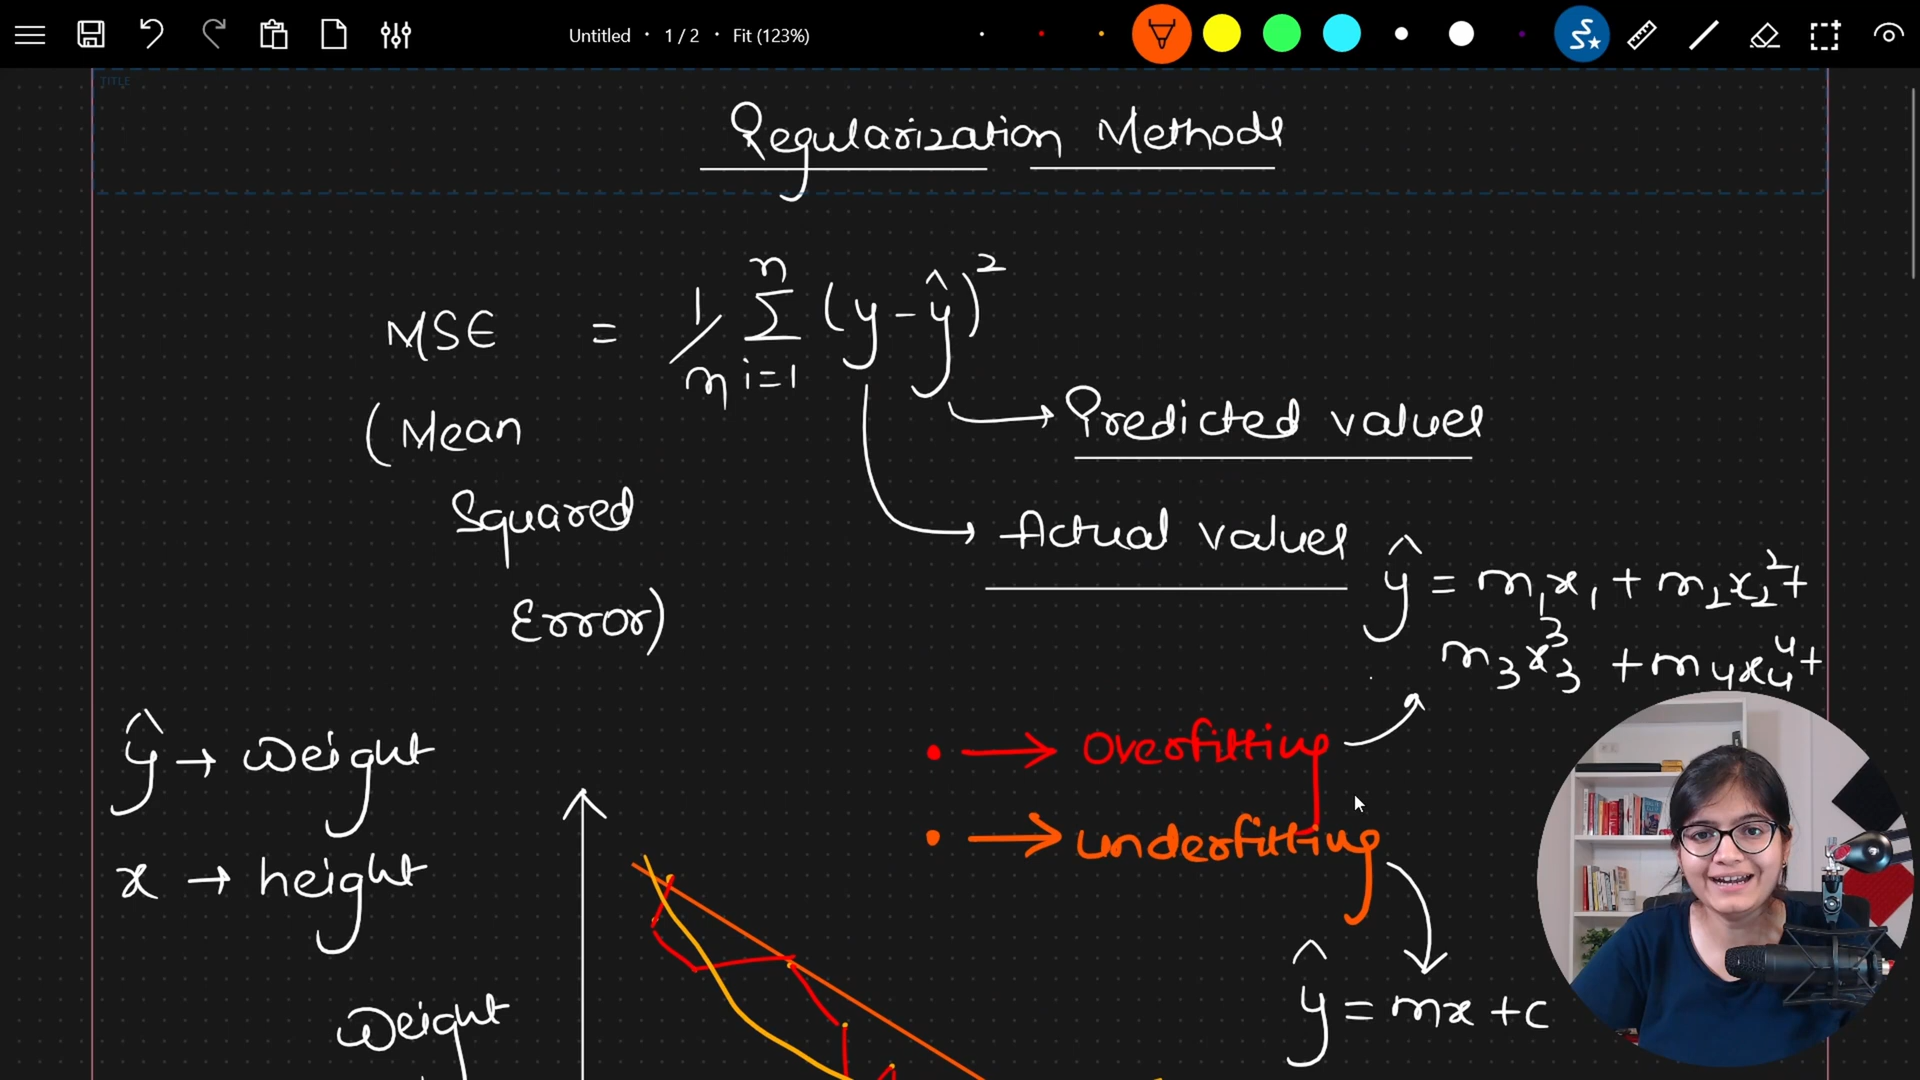 Untitled • 1 / 2 • Fit (123%)
TITLE
Regularization Methods
MSE = 1/n n∑i=1 (y-ŷ)²
(Mean
Squared
Error)
Predicted values
Actual values
ŷ = m₁x₁ + m₂x₂² +
m₃x₃³ + m₄x₄⁴ +
• → Overfitting
• → underfitting
ŷ → weight
x → height
weight
ŷ = mx + c